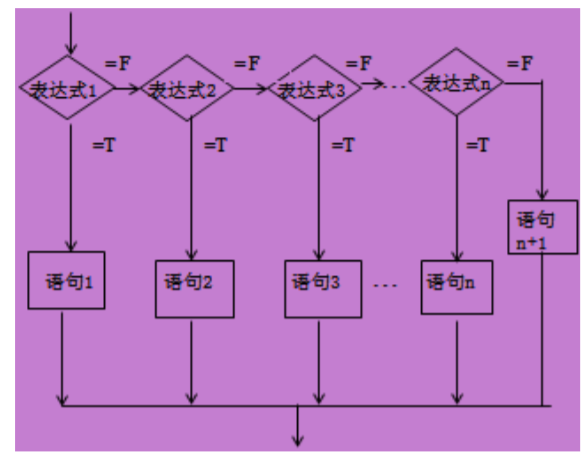 =F
=F
=F
=F
表达式1
表达式2
表达式3
...
表达式n
=T
=T
=T
=T
语句
n+1
语句1
语句2
语句3
...
语句n